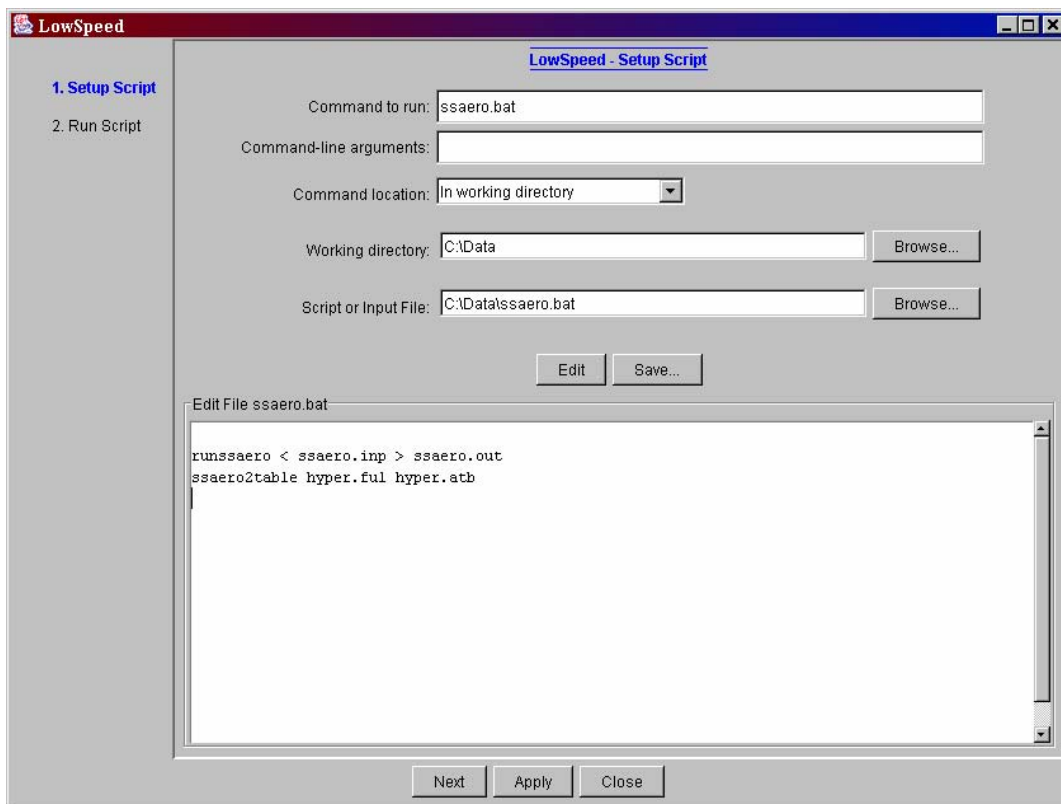 LowSpeed
LowSpeed - Setup Script
1. Setup Script
2. Run Script
Command to run: ssaero.bat
Command-line arguments:
Command location: In working directory
Working directory: C:\Data Browse...
Script or Input File: C:\Data\ssaero.bat Browse...
Edit Save...
Edit File ssaero.bat
runssaero < ssaero.inp > ssaero.out
ssaero2table hyper.ful hyper.atb
Next Apply Close